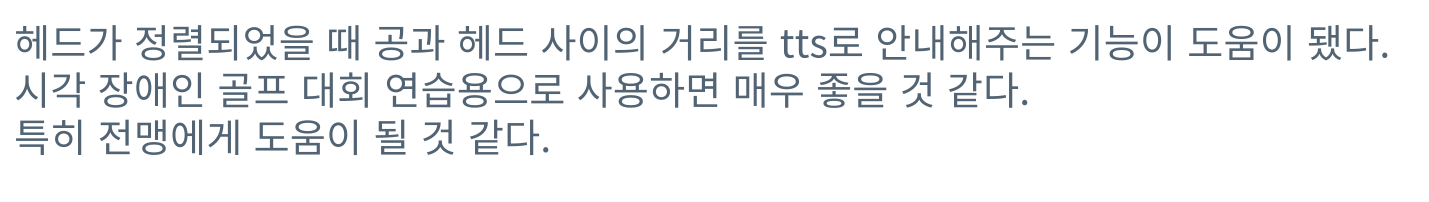 헤드가 정렬되었을 때 공과 헤드 사이의 거리를 tts로 안내해주는 기능이 도움이 됐다.
시각 장애인 골프 대회 연습용으로 사용하면 매우 좋을 것 같다.
특히 전맹에게 도움이 될 것 같다.